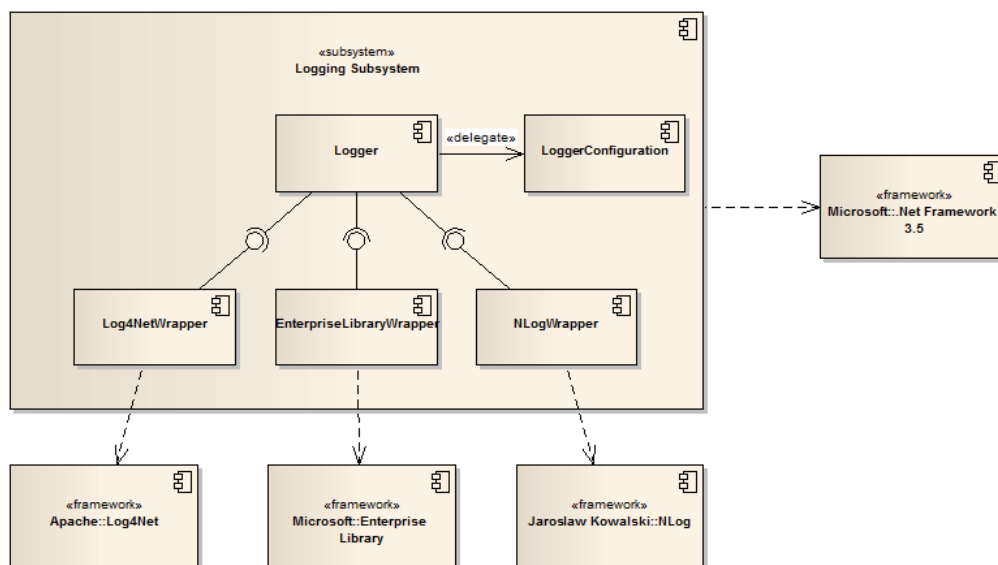 «subsystem»
Logging Subsystem
Logger
«delegate»
LoggerConfiguration
«framework»
Microsoft::.Net Framework
3.5
Log4NetWrapper
EnterpriseLibraryWrapper
NLogWrapper
«framework»
Apache::Log4Net
«framework»
Microsoft::Enterprise
Library
«framework»
Jaroslaw Kowalski::NLog